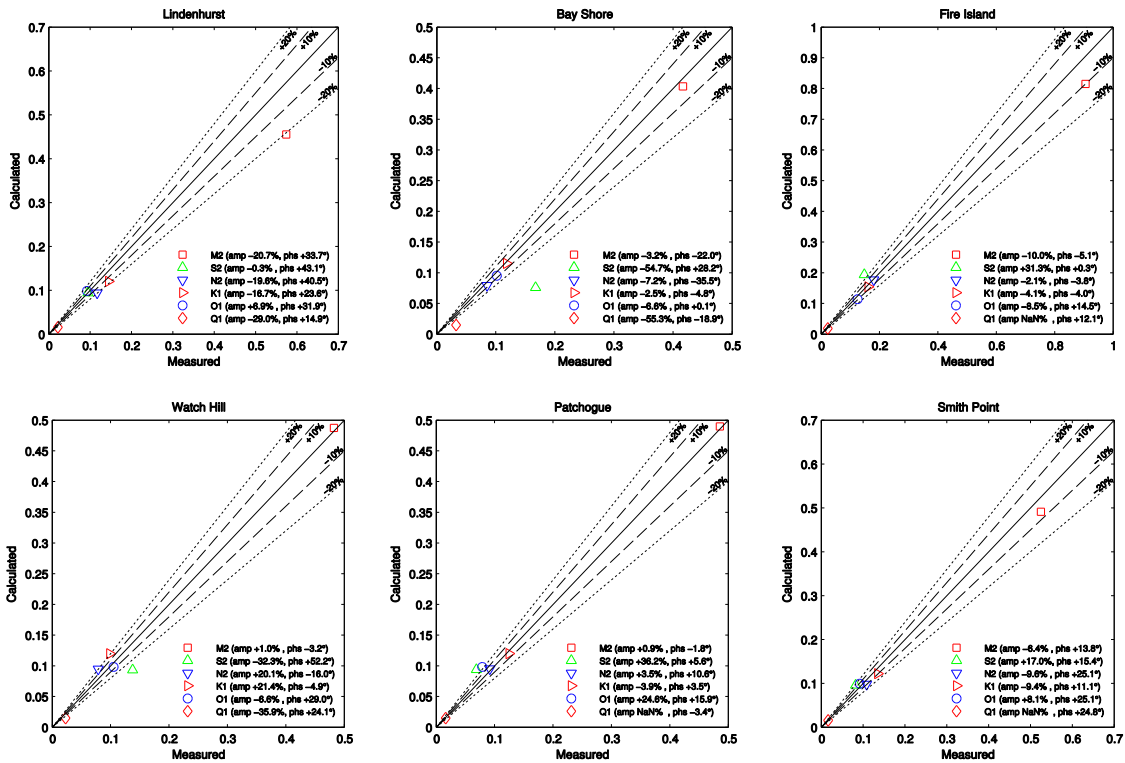 Lindenhurst
Calculated
0.7
0.6
0.5
0.4
0.3
0.2
0.1
0
+20%
+10%
−10%
−20%
M2 (amp −20.7%, phs +33.7°)
S2 (amp −0.3%, phs +43.1°)
N2 (amp −19.6%, phs +40.5°)
K1 (amp −16.7%, phs +23.6°)
O1 (amp +6.9%, phs +31.9°)
Q1 (amp −29.0%, phs +14.9°)
0 0.1 0.2 0.3 0.4 0.5 0.6 0.7
Measured
Bay Shore
Calculated
0.5
0.45
0.4
0.35
0.3
0.25
0.2
0.15
0.1
0.05
0
+20%
+10%
−10%
−20%
M2 (amp −3.2%, phs −22.0°)
S2 (amp −54.7%, phs +28.2°)
N2 (amp −7.2%, phs −35.5°)
K1 (amp −2.5%, phs −4.8°)
O1 (amp −6.6%, phs +0.1°)
Q1 (amp −55.3%, phs −18.9°)
0 0.1 0.2 0.3 0.4 0.5
Measured
Fire Island
Calculated
1
0.9
0.8
0.7
0.6
0.5
0.4
0.3
0.2
0.1
0
+20%
+10%
−10%
−20%
M2 (amp −10.0%, phs −5.1°)
S2 (amp +31.3%, phs +0.3°)
N2 (amp −2.1%, phs −3.8°)
K1 (amp −4.1%, phs −4.0°)
O1 (amp −8.5%, phs +14.5°)
Q1 (amp NaN% , phs +12.1°)
0 0.2 0.4 0.6 0.8 1
Measured
Watch Hill
Calculated
0.5
0.45
0.4
0.35
0.3
0.25
0.2
0.15
0.1
0.05
0
+20%
+10%
−10%
−20%
M2 (amp +1.0%, phs −3.2°)
S2 (amp −32.3%, phs +52.2°)
N2 (amp +20.1%, phs −16.0°)
K1 (amp +21.4%, phs −4.9°)
O1 (amp −6.6%, phs +29.0°)
Q1 (amp −35.9%, phs +24.1°)
0 0.1 0.2 0.3 0.4 0.5
Measured
Patchogue
Calculated
0.5
0.45
0.4
0.35
0.3
0.25
0.2
0.15
0.1
0.05
0
+20%
+10%
−10%
−20%
M2 (amp +0.9%, phs −1.8°)
S2 (amp +36.2%, phs +5.6°)
N2 (amp +3.5%, phs +10.6°)
K1 (amp −3.9%, phs +3.5°)
O1 (amp +24.6%, phs +15.9°)
Q1 (amp NaN% , phs −3.4°)
0 0.1 0.2 0.3 0.4 0.5
Measured
Smith Point
Calculated
0.7
0.6
0.5
0.4
0.3
0.2
0.1
0
+20%
+10%
−10%
−20%
M2 (amp −6.4%, phs +13.8°)
S2 (amp +17.0%, phs +15.4°)
N2 (amp −9.6%, phs +25.1°)
K1 (amp −9.4%, phs +11.1°)
O1 (amp +8.1%, phs +25.1°)
Q1 (amp NaN% , phs +24.8°)
0 0.1 0.2 0.3 0.4 0.5 0.6 0.7
Measured